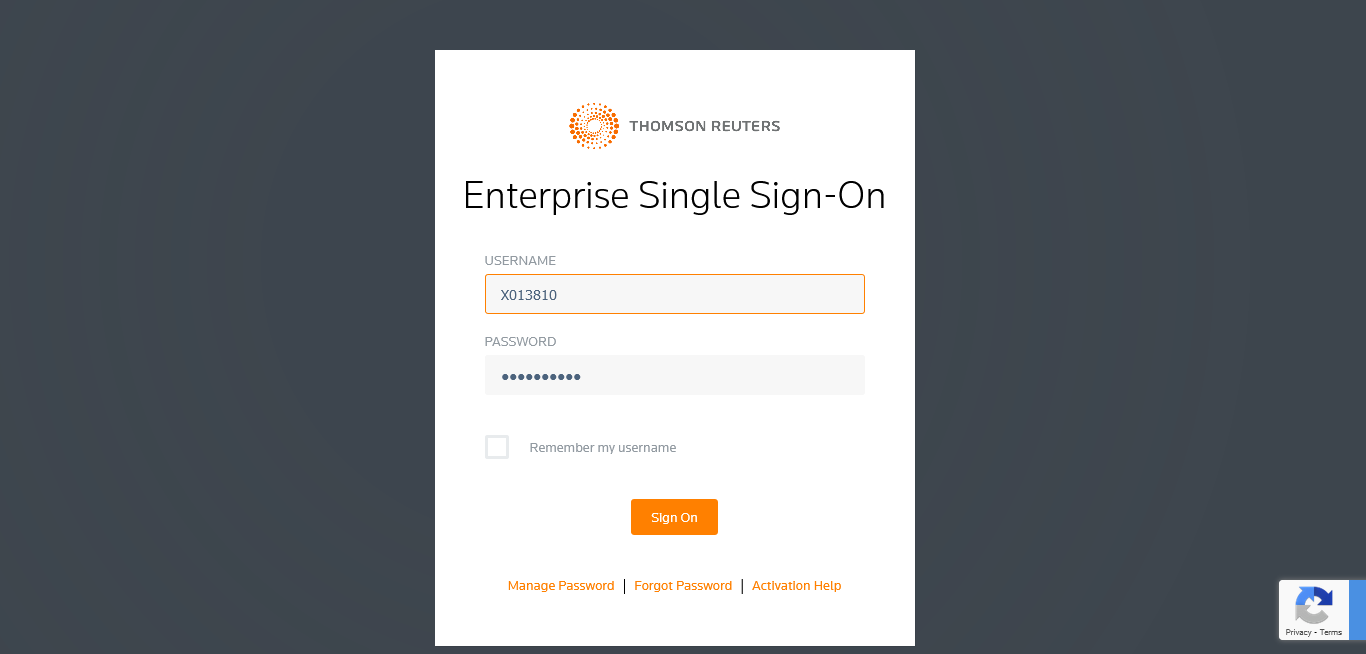 THOMSON REUTERS
Enterprise Single Sign-On
USERNAME
X013810
PASSWORD
••••••••••
Remember my username
Sign On
Manage Password | Forgot Password | Activation Help
Privacy - Terms